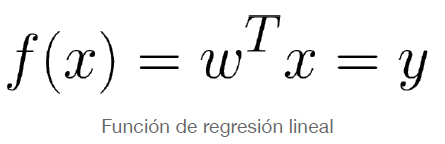 f(x) = w^T x = y
Función de regresión lineal